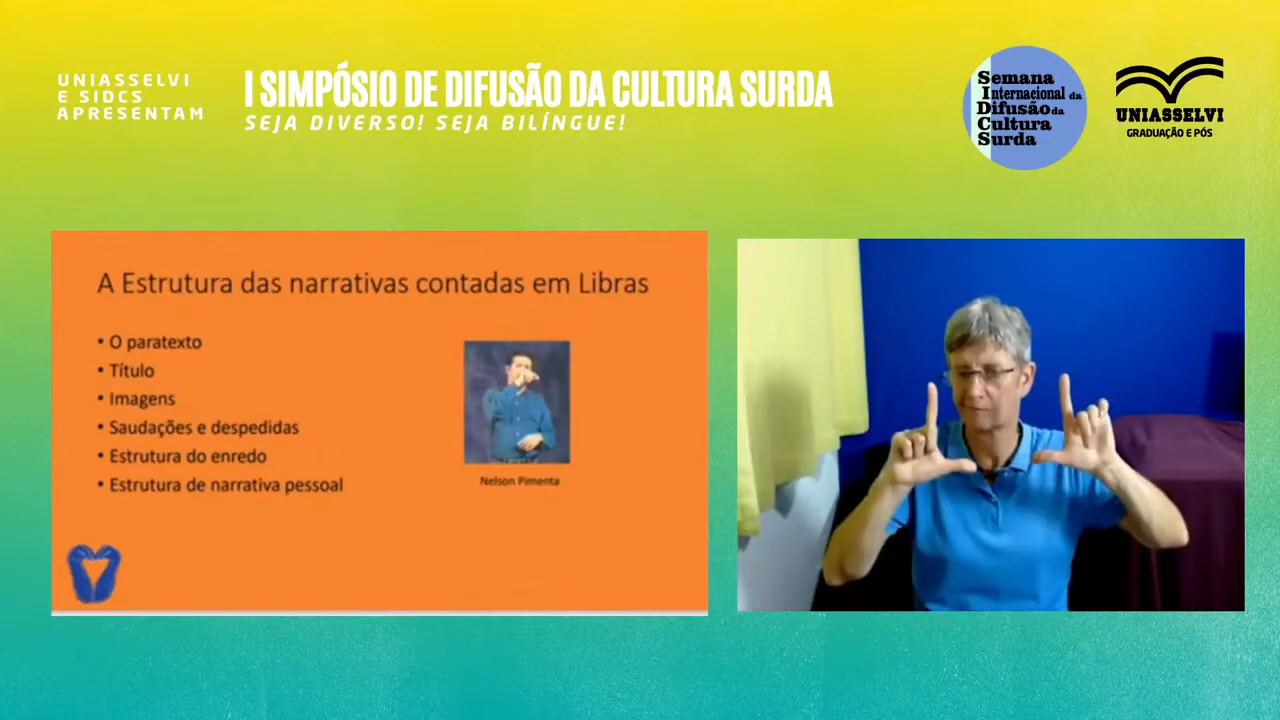 UNIASSELVI
E SIDCS
APRESENTAM
I SIMPÓSIO DE DIFUSÃO DA CULTURA SURDA
SEJA DIVERSO! SEJA BILÍNGUE!
Semana
Internacional da
Difusão da
Cultura
Surda
UNIASSELVI
GRADUAÇÃO E PÓS
A Estrutura das narrativas contadas em Libras
• O paratexto
• Título
• Imagens
• Saudações e despedidas
• Estrutura do enredo
• Estrutura de narrativa pessoal
Nelson Pimenta